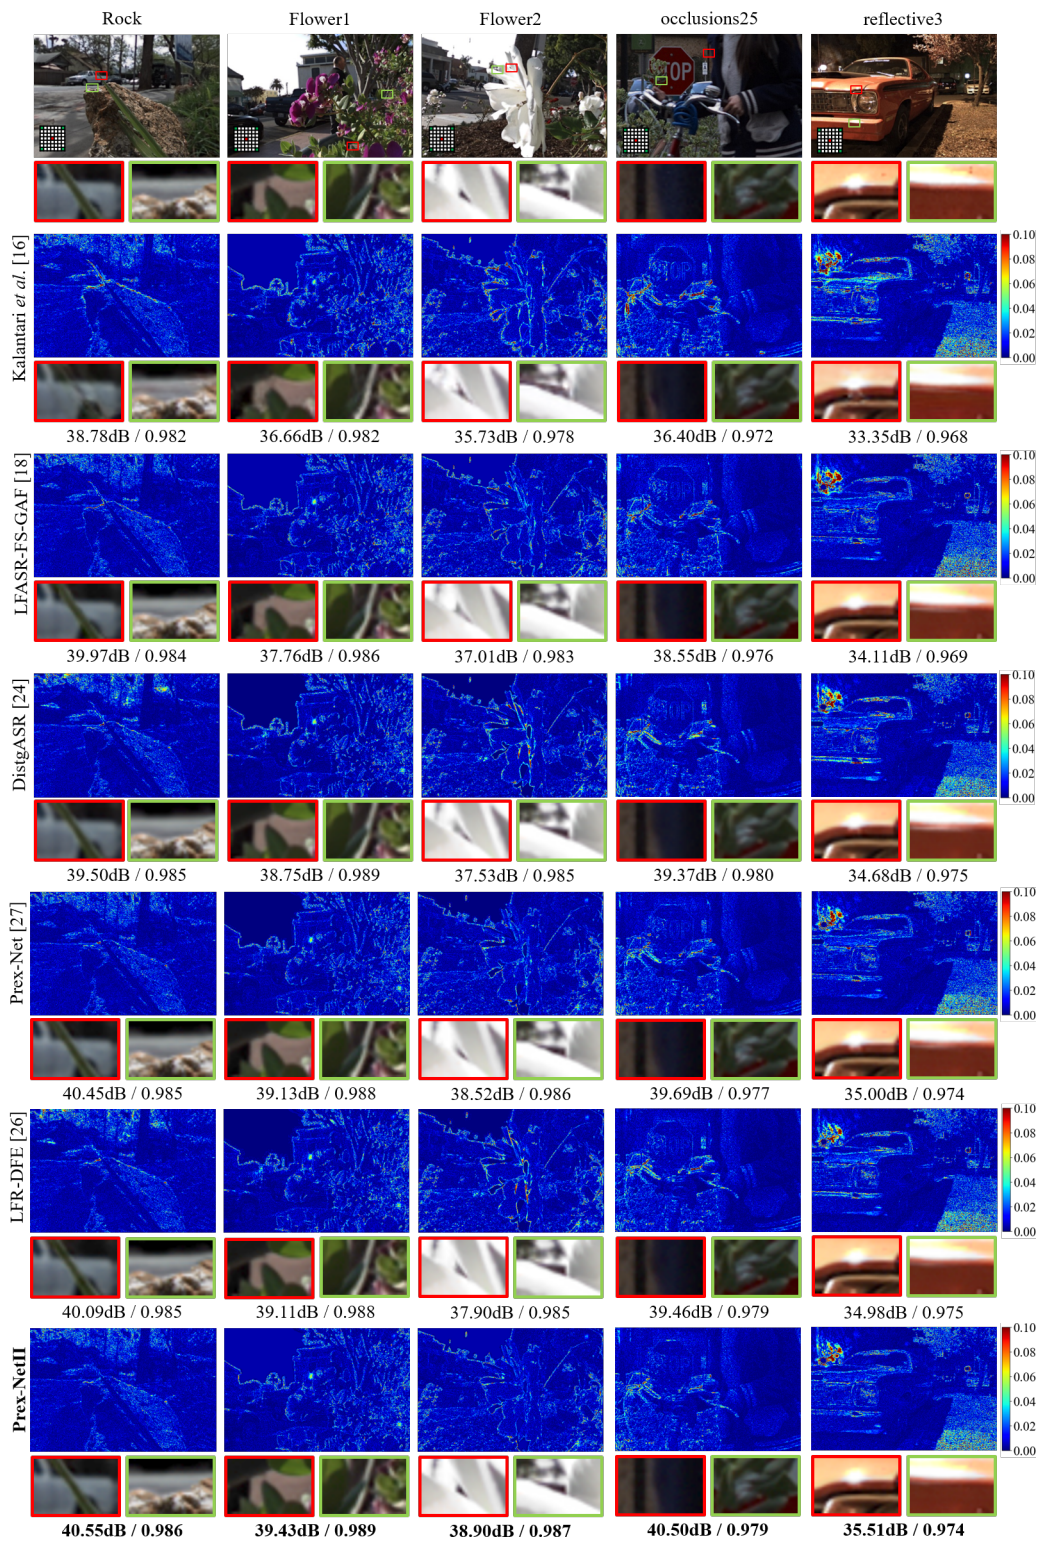 Rock Flower1 Flower2 occlusions25 reflective3
STOP
Kalantari et al. [16]
0.10
0.08
0.06
0.04
0.02
0.00
38.78dB / 0.982 36.66dB / 0.982 35.73dB / 0.978 36.40dB / 0.972 33.35dB / 0.968
LFASR-FS-GAF [18]
0.10
0.08
0.06
0.04
0.02
0.00
39.97dB / 0.984 37.76dB / 0.986 37.01dB / 0.983 38.55dB / 0.976 34.11dB / 0.969
DistgASR [24]
0.10
0.08
0.06
0.04
0.02
0.00
39.50dB / 0.985 38.75dB / 0.989 37.53dB / 0.985 39.37dB / 0.980 34.68dB / 0.975
Prex-Net [27]
0.10
0.08
0.06
0.04
0.02
0.00
40.45dB / 0.985 39.13dB / 0.988 38.52dB / 0.986 39.69dB / 0.977 35.00dB / 0.974
LFR-DFE [26]
0.10
0.08
0.06
0.04
0.02
0.00
40.09dB / 0.985 39.11dB / 0.988 37.90dB / 0.985 39.46dB / 0.979 34.98dB / 0.975
Prex-NetII
0.10
0.08
0.06
0.04
0.02
0.00
40.55dB / 0.986 39.43dB / 0.989 38.90dB / 0.987 40.50dB / 0.979 35.51dB / 0.974